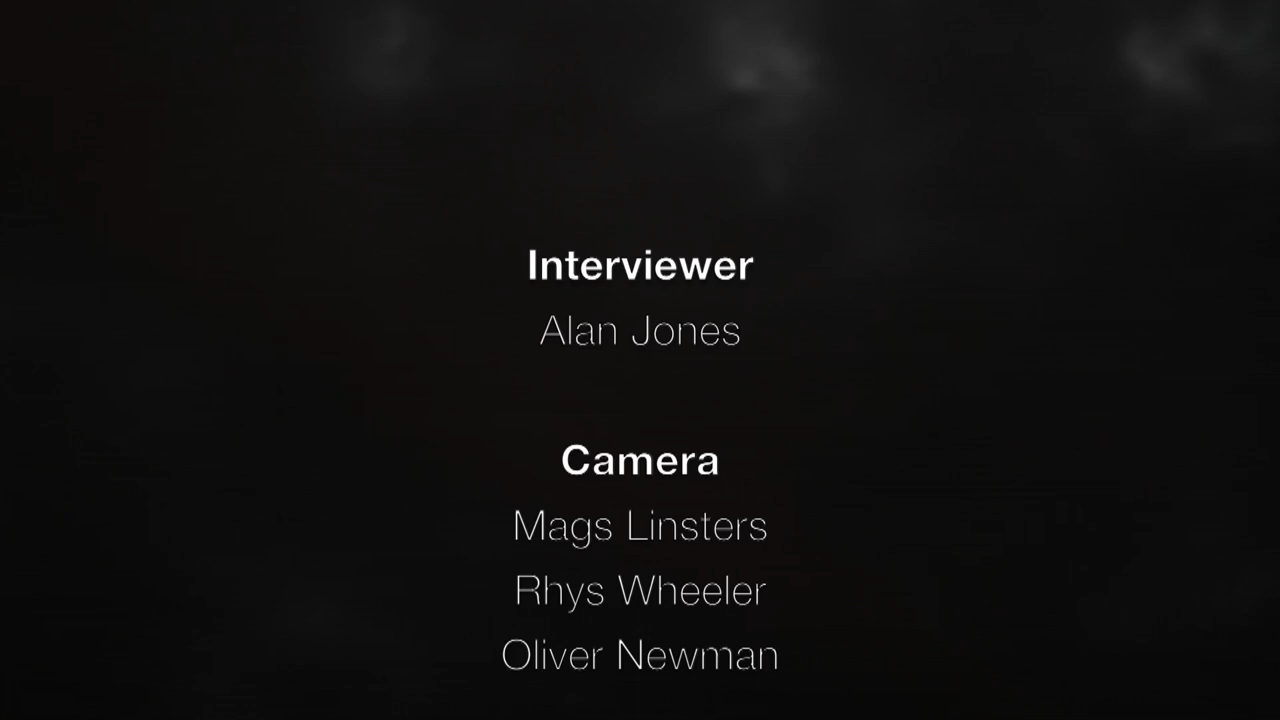 Interviewer
Alan Jones
Camera
Mags Linsters
Rhys Wheeler
Oliver Newman